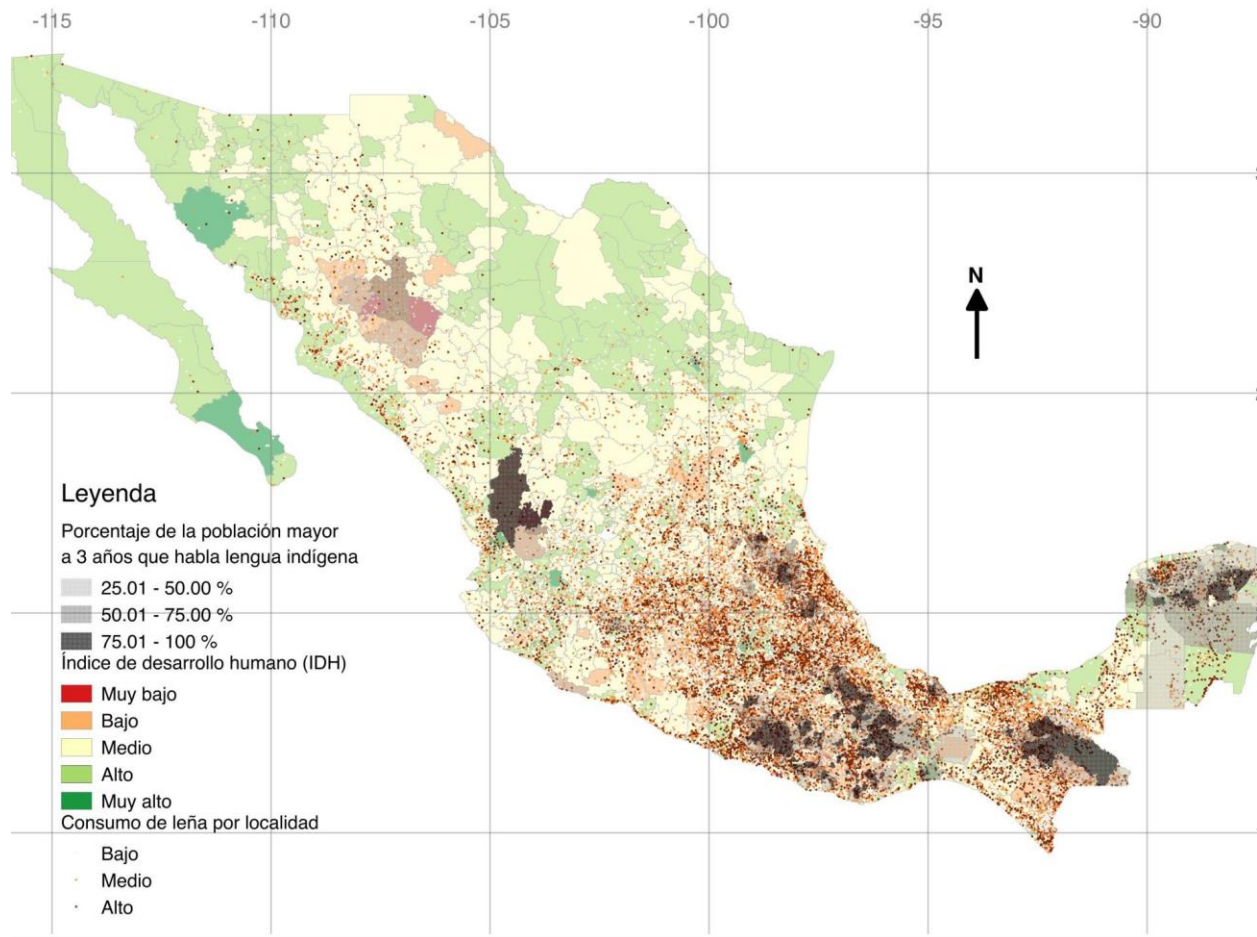 -115 -110 -105 -100 -95 -90
N
Leyenda
Porcentaje de la población mayor
a 3 años que habla lengua indígena
25.01 - 50.00 %
50.01 - 75.00 %
75.01 - 100 %
Índice de desarrollo humano (IDH)
Muy bajo
Bajo
Medio
Alto
Muy alto
Consumo de leña por localidad
Bajo
Medio
Alto